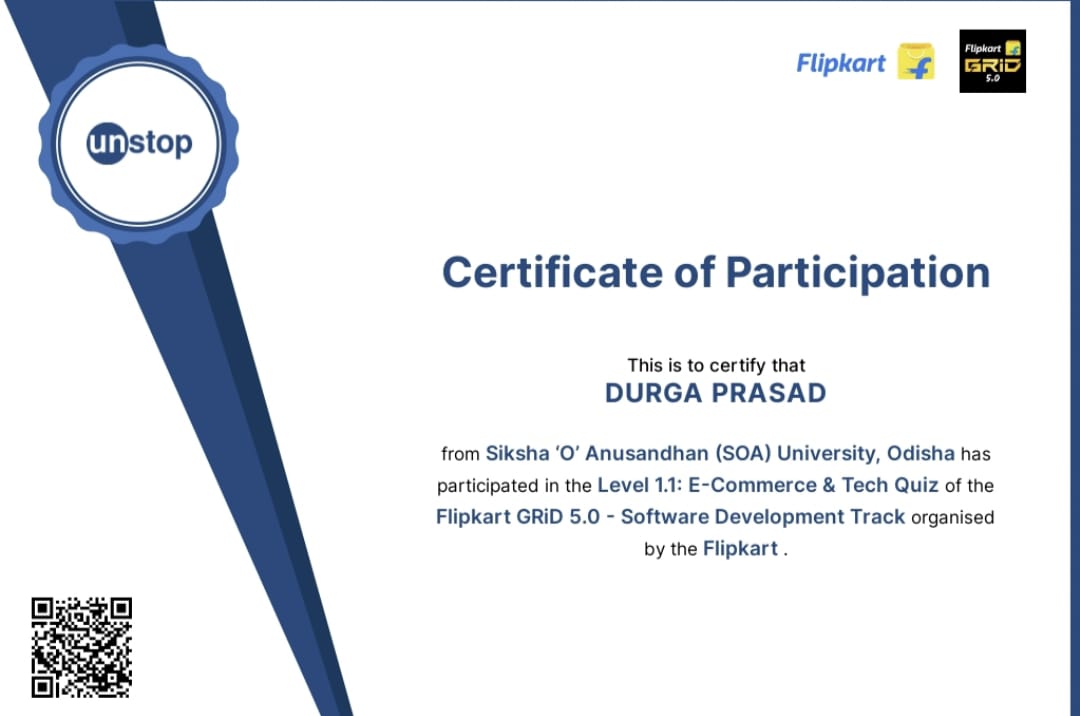 unstop
Flipkart
Flipkart
GRiD
5.0
Certificate of Participation
This is to certify that
DURGA PRASAD
from Siksha ‘O’ Anusandhan (SOA) University, Odisha has
participated in the Level 1.1: E-Commerce & Tech Quiz of the
Flipkart GRiD 5.0 - Software Development Track organised
by the Flipkart .